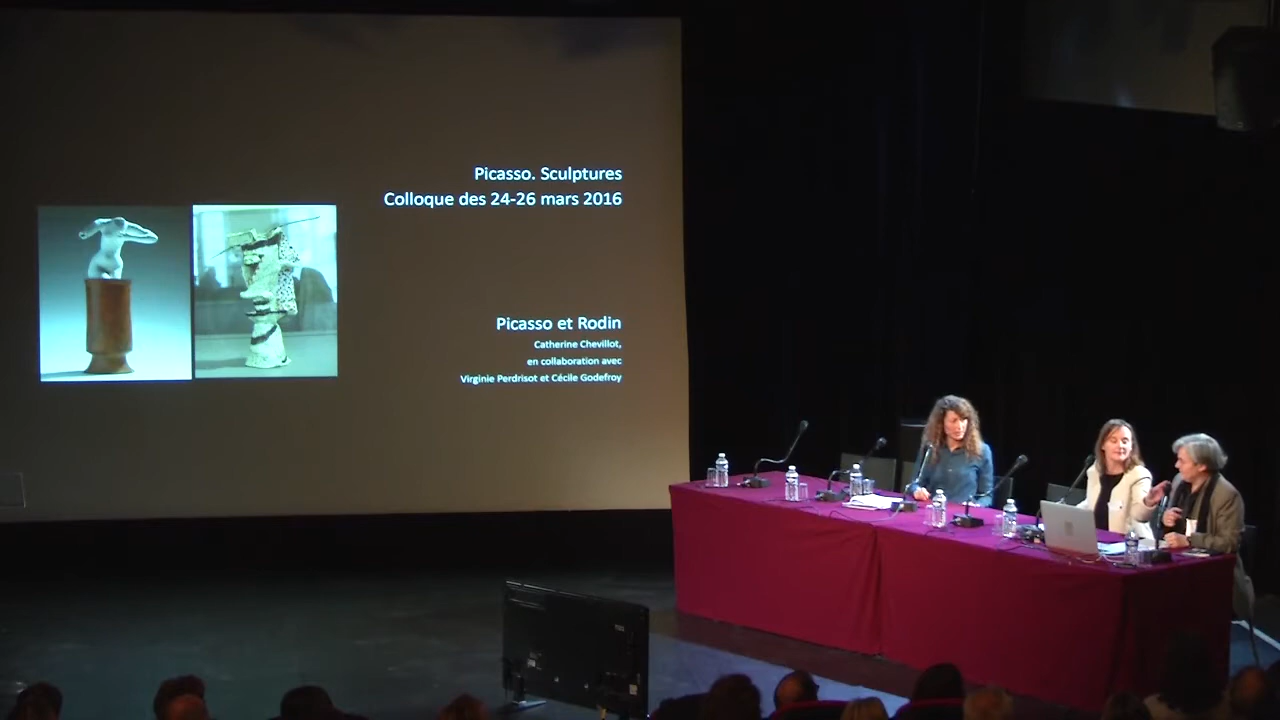 Picasso. Sculptures
Colloque des 24-26 mars 2016
Picasso et Rodin
Catherine Chevillot,
en collaboration avec
Virginie Perdrisot et Cécile Godefroy